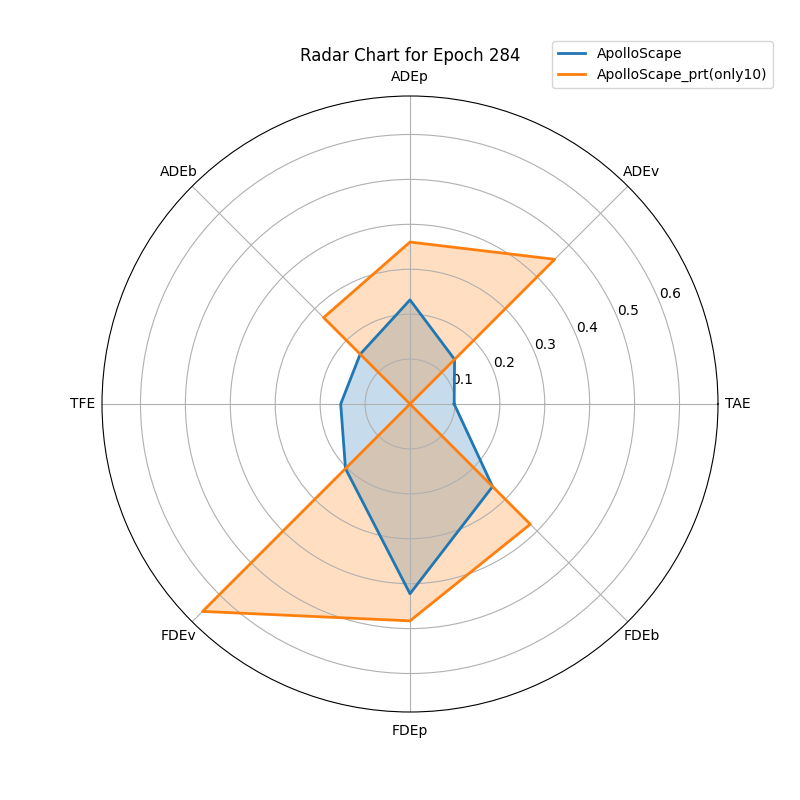 Radar Chart for Epoch 284
ApolloScape
ApolloScape_prt(only10)
ADEp
ADEb
ADEv
0.6
0.5
0.4
0.3
0.2
0.1
TFE
TAE
FDEv
FDEb
FDEp